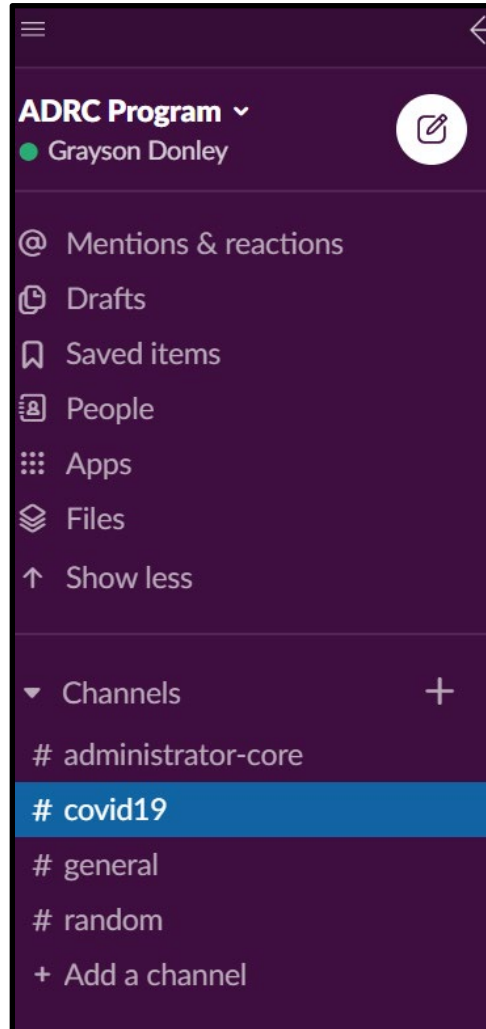 ADRC Program
Grayson Donley
@ Mentions & reactions
Drafts
Saved items
People
Apps
Files
↑ Show less
Channels +
# administrator-core
# covid19
# general
# random
+ Add a channel